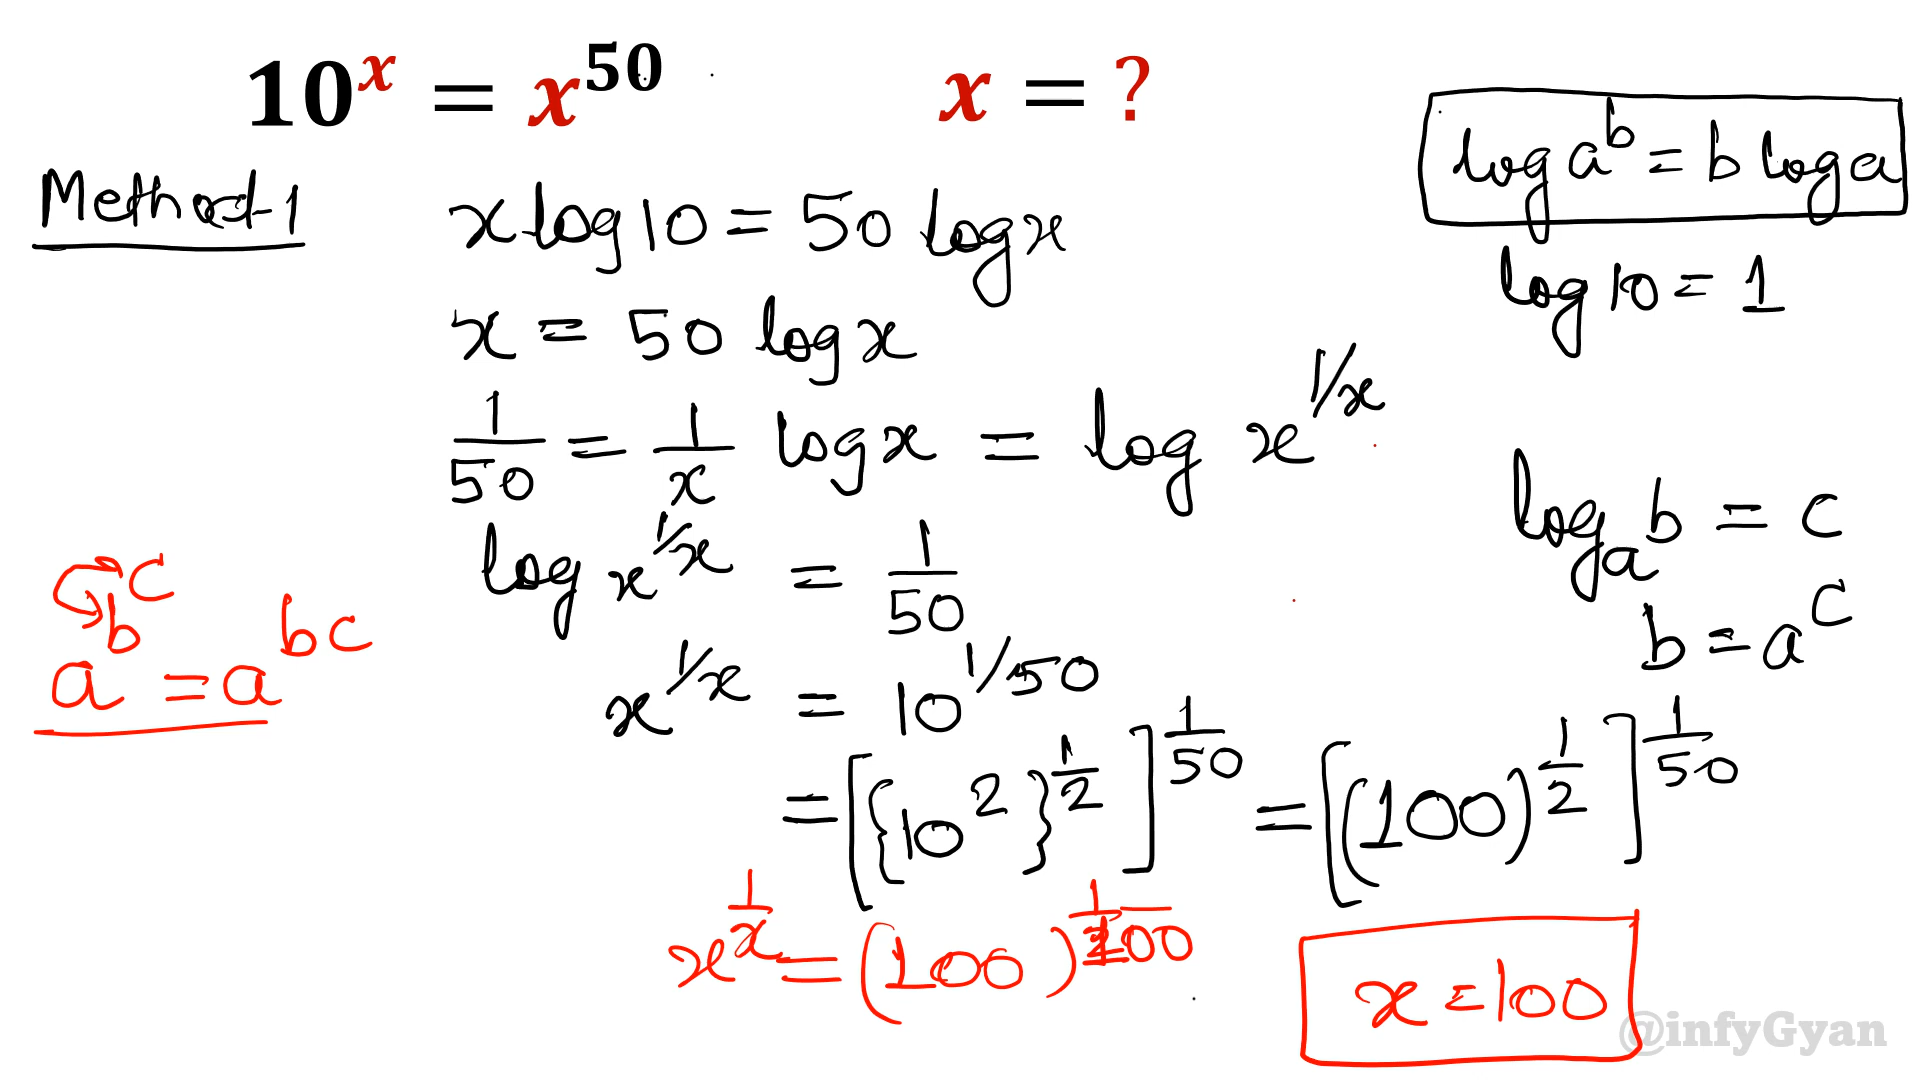 10^x = x^50 x = ?
Method-1
log a^b = b log a
x log 10 = 50 log x
log 10 = 1
x = 50 log x
1/50 = 1/x log x = log x^1/x
log_a b = c
log x^1/x = 1/50
b = a^c
a^b^c = a^bc
x^1/x = 10^1/50
= [{10^2}^1/2]^1/50 = [(100)^1/2]^1/50
x^1/x = (100)^1/100
x = 100
@infyGyan